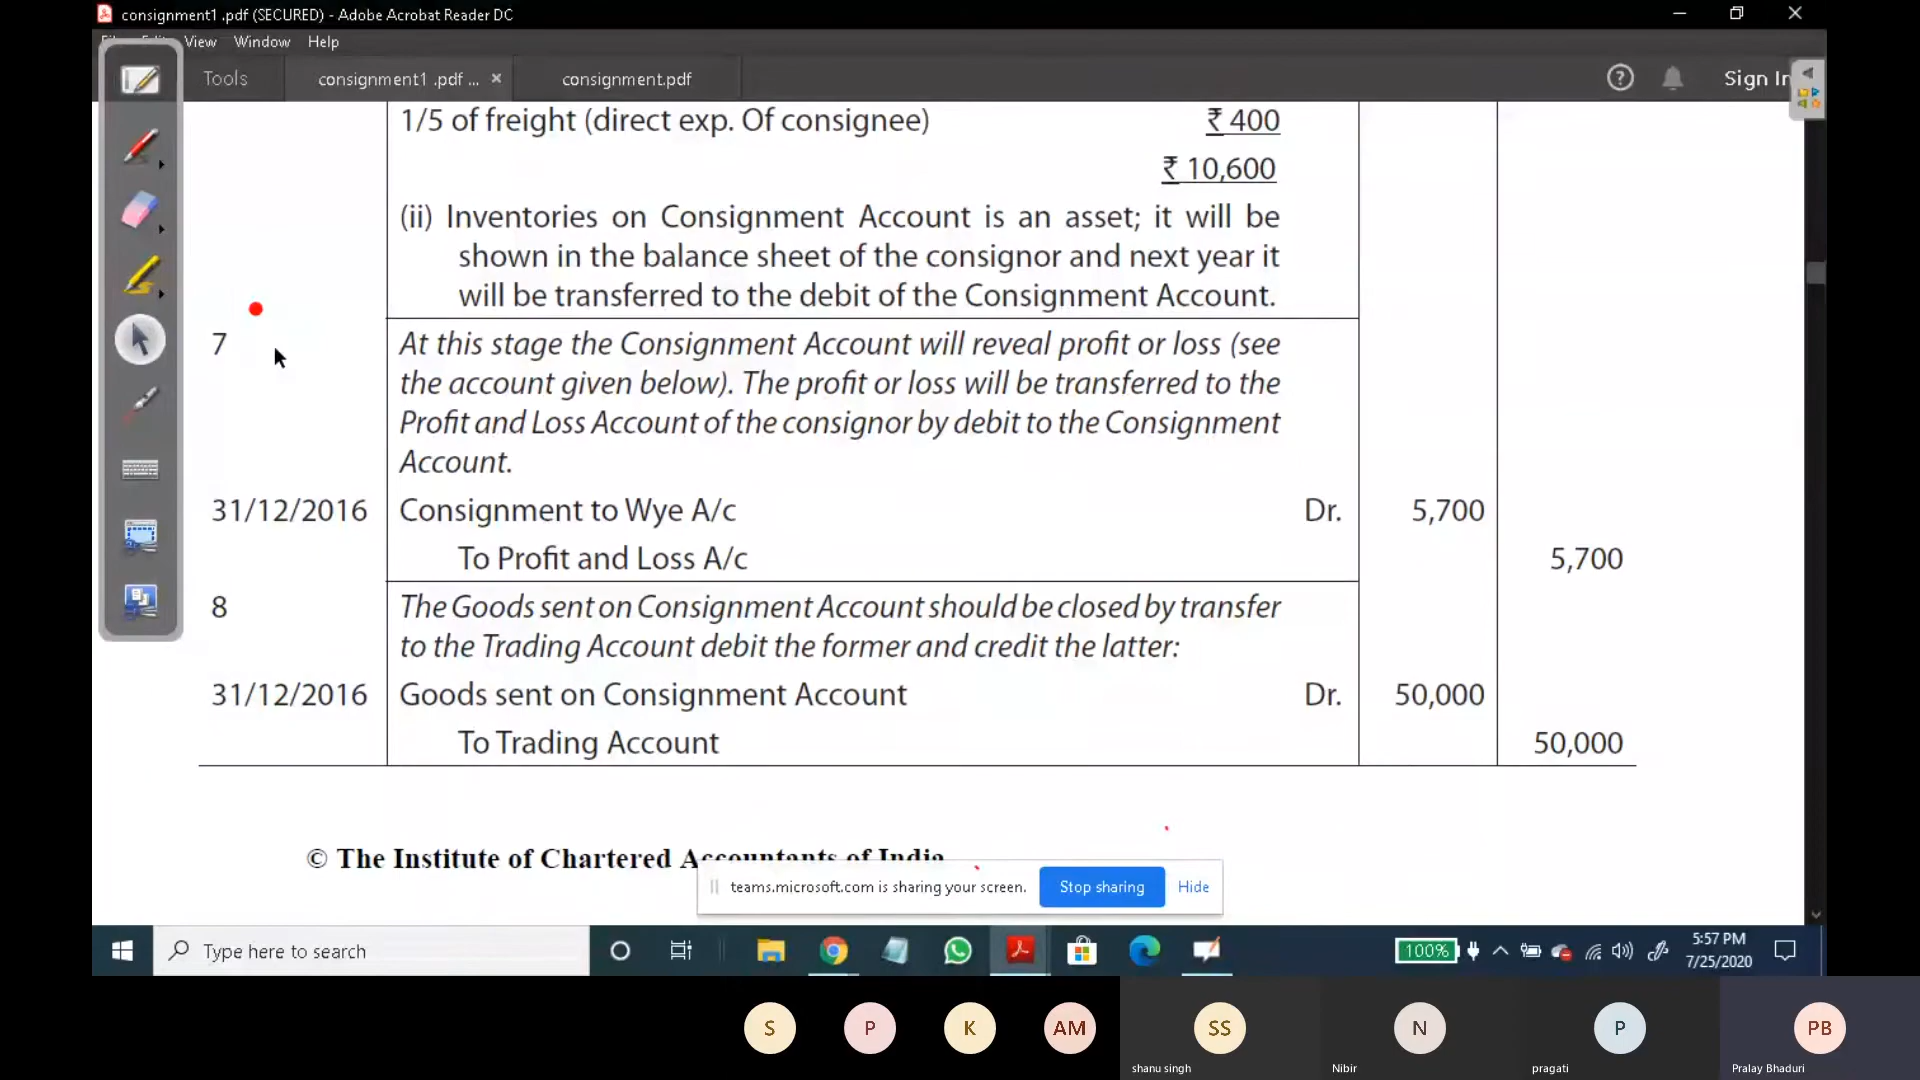 consignment1 .pdf (SECURED) - Adobe Acrobat Reader DC
View Window Help
Tools consignment1 .pdf ... × consignment.pdf Sign In
1/5 of freight (direct exp. Of consignee) ₹ 400
₹ 10,600
(ii) Inventories on Consignment Account is an asset; it will be
shown in the balance sheet of the consignor and next year it
will be transferred to the debit of the Consignment Account.
7 At this stage the Consignment Account will reveal profit or loss (see
the account given below). The profit or loss will be transferred to the
Profit and Loss Account of the consignor by debit to the Consignment
Account.
31/12/2016 Consignment to Wye A/c Dr. 5,700
To Profit and Loss A/c 5,700
8 The Goods sent on Consignment Account should be closed by transfer
to the Trading Account debit the former and credit the latter:
31/12/2016 Goods sent on Consignment Account Dr. 50,000
To Trading Account 50,000
© The Institute of Chartered Accountants of India
teams.microsoft.com is sharing your screen. Stop sharing Hide
Type here to search 100% 5:57 PM
7/25/2020
S P K AM SS N P PB
shanu singh Nibir pragati Pralay Bhaduri